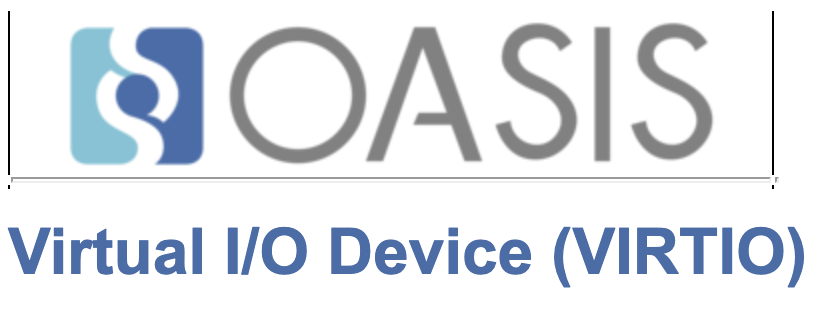 OASIS
Virtual I/O Device (VIRTIO)